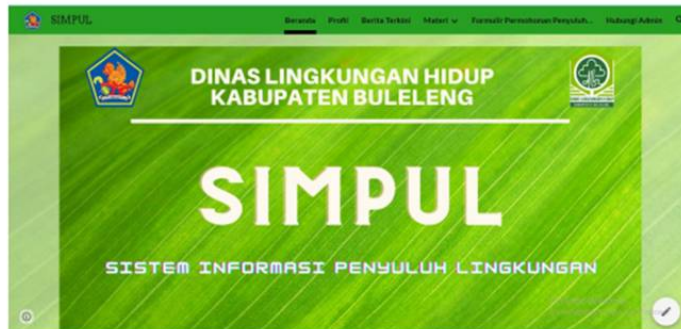 SIMPUL
Beranda Profil Berita Terkini Materi Formulir Permohonan Penyuluh... Hubungi Admin
DINAS LINGKUNGAN HIDUP
KABUPATEN BULELENG
SIMPUL
SISTEM INFORMASI PENYULUH LINGKUNGAN